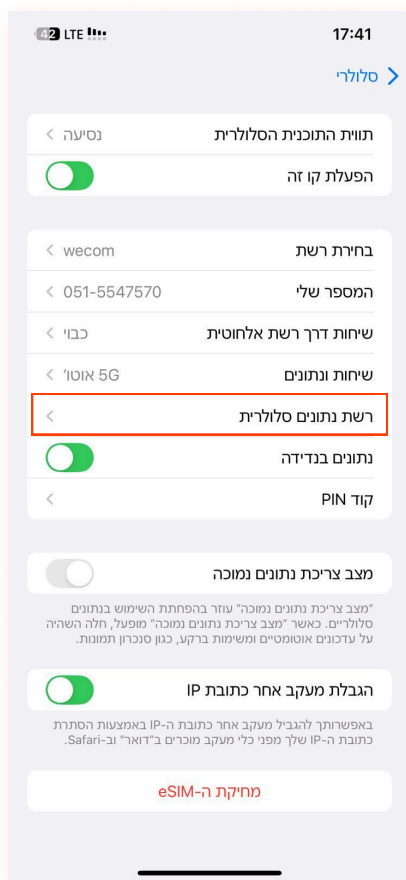 17:41 LTE 42
סלולרי
תווית התוכנית הסלולרית נסיעה
הפעלת קו זה
בחירת רשת wecom
המספר שלי 051-5547570
שיחות דרך רשת אלחוטית כבוי
שיחות ונתונים 5G אוטו׳
רשת נתונים סלולרית
נתונים בנדידה
קוד PIN
מצב צריכת נתונים נמוכה
״מצב צריכת נתונים נמוכה״ עוזר בהפחתת השימוש בנתונים
סלולריים. כאשר ״מצב צריכת נתונים נמוכה״ מופעל, חלה השהיה
על עדכונים אוטומטיים ומשימות ברקע, כגון סנכרון תמונות.
הגבלת מעקב אחר כתובת IP
באפשרותך להגביל מעקב אחר כתובת ה-IP באמצעות הסתרת
כתובת ה-IP שלך מפני כלי מעקב מוכרים ב״דואר״ וב-Safari.
מחיקת ה-eSIM